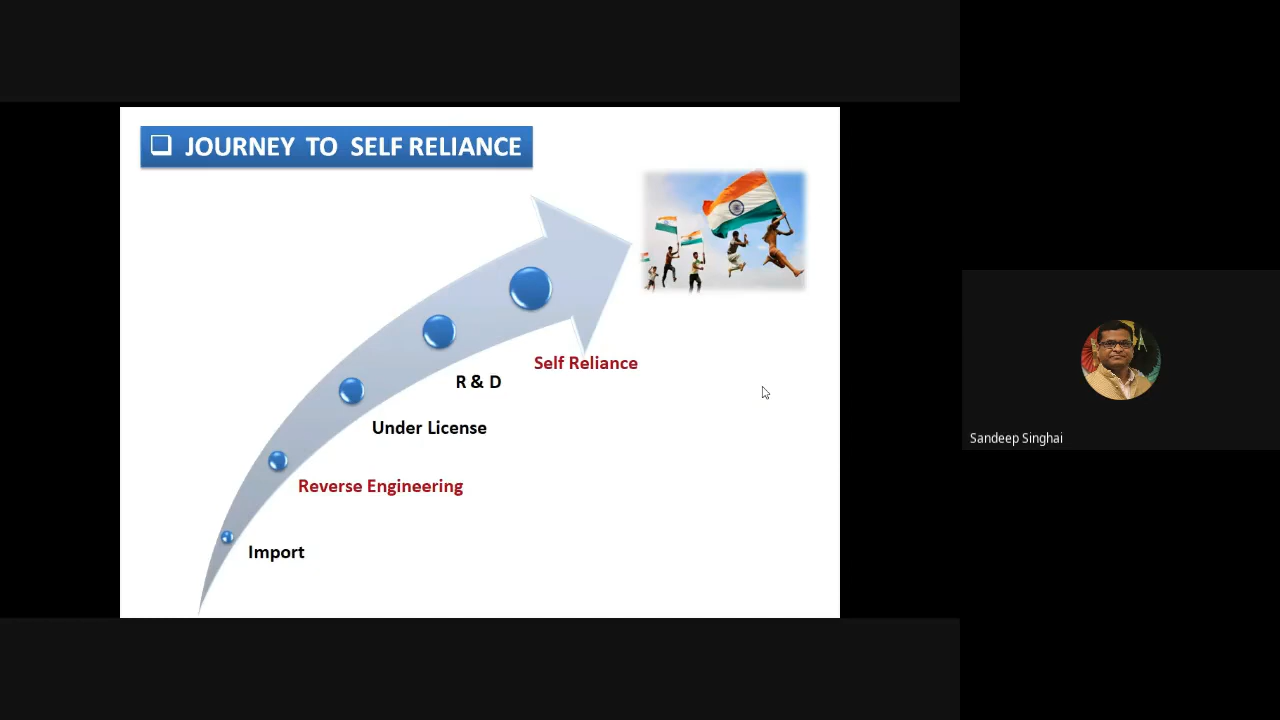 JOURNEY TO SELF RELIANCE
Self Reliance
R & D
Under License
Reverse Engineering
Import
Sandeep Singhai